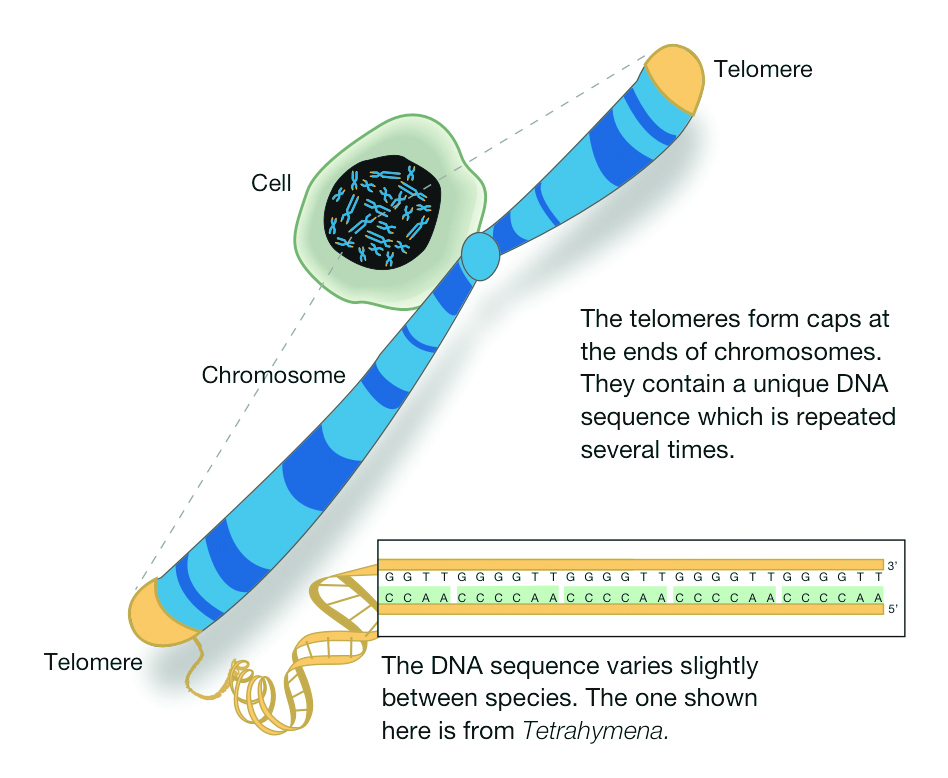 Telomere
Cell
The telomeres form caps at
the ends of chromosomes.
They contain a unique DNA
sequence which is repeated
several times.
Chromosome
G G T T G G G G T T G G G G T T G G G G T T G G G G T T 3’
C C A A C C C C A A C C C C A A C C C C A A C C C C A A 5’
Telomere
The DNA sequence varies slightly
between species. The one shown
here is from Tetrahymena.